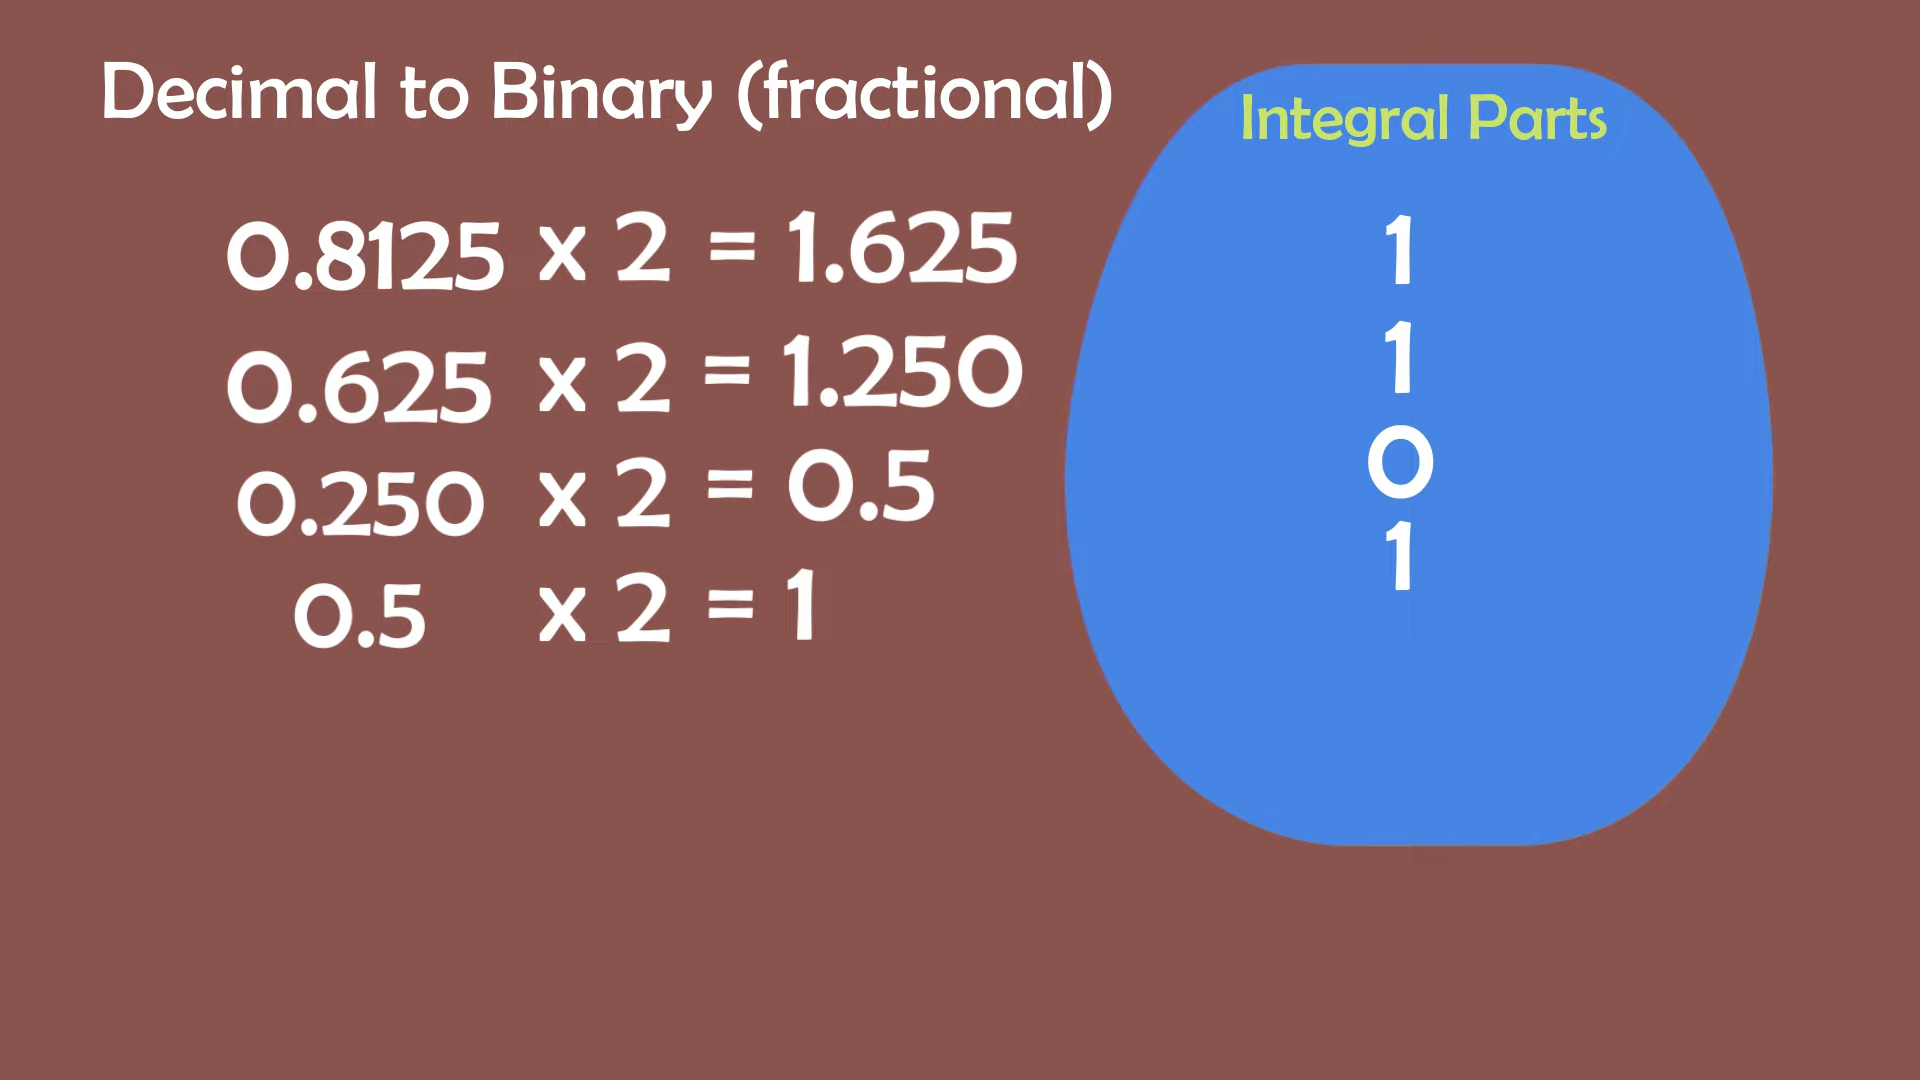 Decimal to Binary (fractional)
Integral Parts
0.8125 x 2 = 1.625
1
0.625 x 2 = 1.250
1
0.250 x 2 = 0.5
0
0.5 x 2 = 1
1